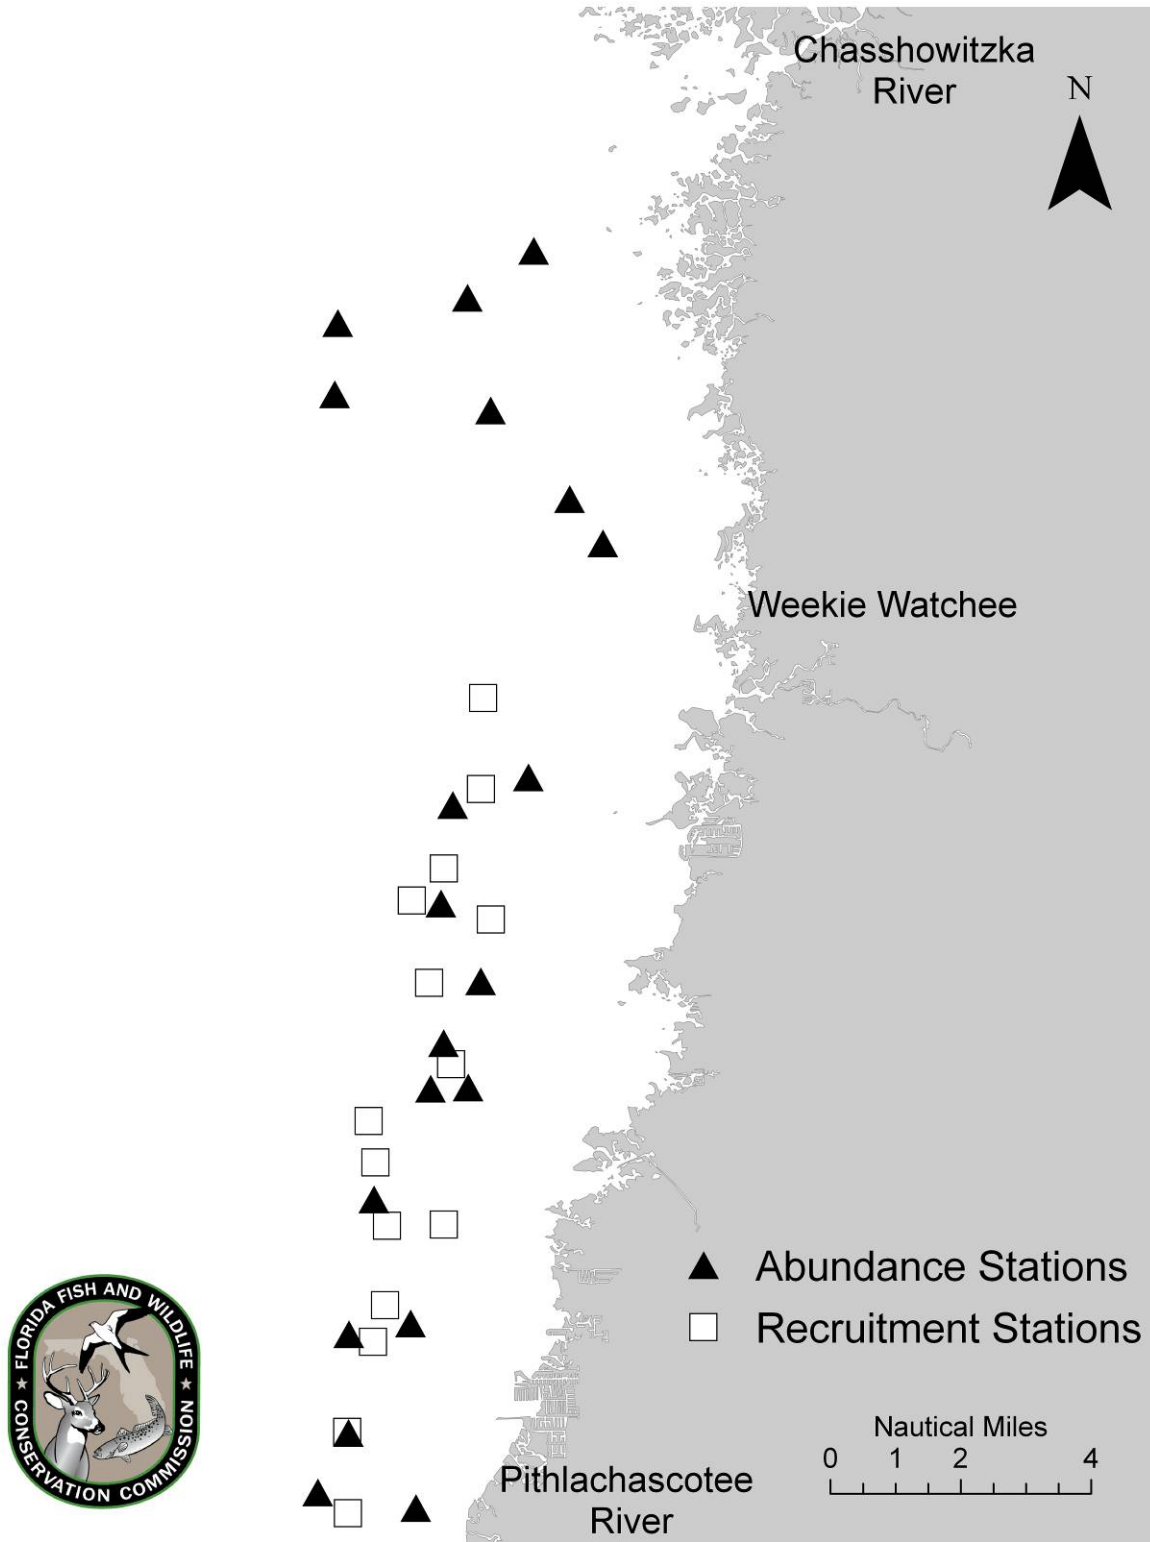 Chasshowitzka
River
N
Weekie Watchee
Abundance Stations
Recruitment Stations
FLORIDA FISH AND WILDLIFE
CONSERVATION COMMISSION
Nautical Miles
0 1 2 4
Pithlachascotee
River